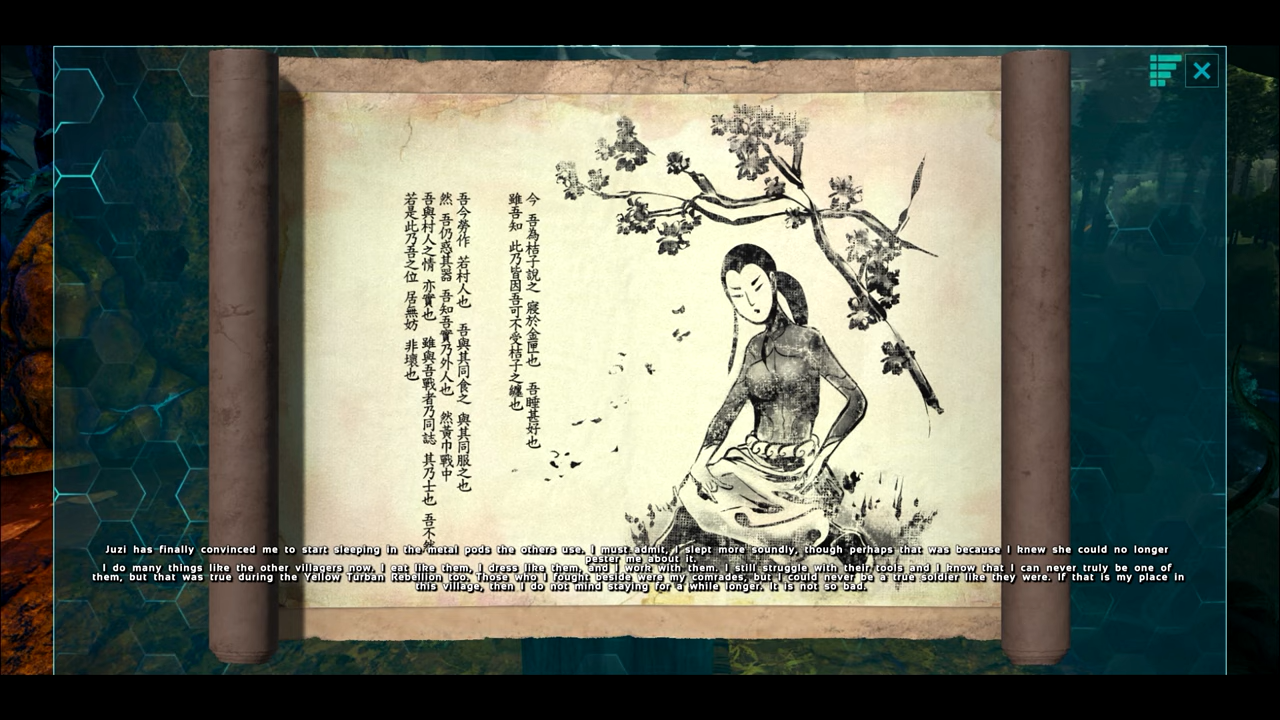 今 吾為桔子說之 寢於金匣也 吾睡甚好也
雖吾知 此乃皆因吾可不受桔子之纏也
吾今勞作 若村人也 吾與其同食之 與其同服之也
然 吾仍惑其器 吾知吾實乃外人也 然黃巾戰中
吾與村人之情 亦實也 雖與吾戰者乃同誌 其乃士也 吾不
若是此乃吾之位 居無妨 非壞也
Juzi has finally convinced me to start sleeping in the metal pods the others use. I must admit, I slept more soundly, though perhaps that was because I knew she could no longer
pester me about it.
I do many things like the other villagers now. I eat like them, I dress like them, and I work with them. I still struggle with their tools and I know that I can never truly be one of
them, but that was true during the Yellow Turban Rebellion too. Those who I fought beside were my comrades, but I could never be a true soldier like they were. If that is my place in
this village, then I do not mind staying for a while longer. It is not so bad.